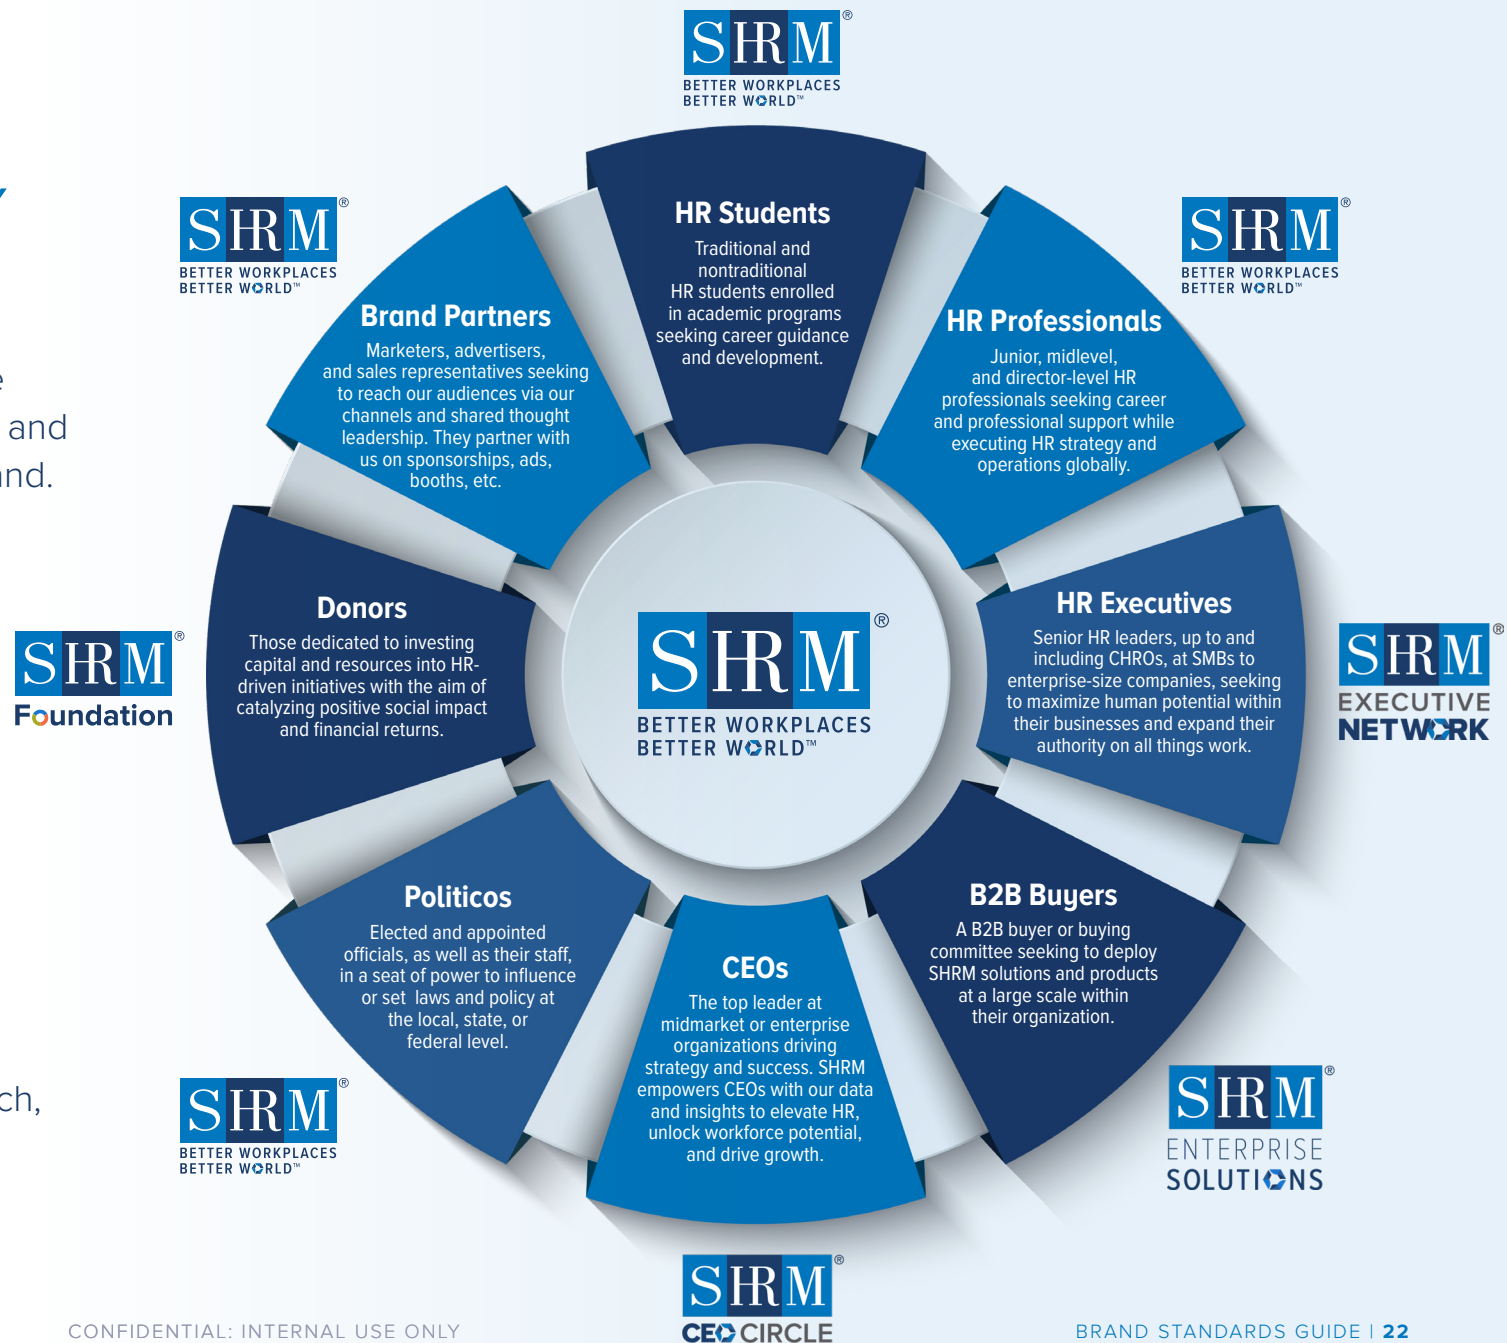 SHRM®
BETTER WORKPLACES
BETTER WORLD™
SHRM®
BETTER WORKPLACES
BETTER WORLD™
SHRM®
BETTER WORKPLACES
BETTER WORLD™
and
HR Students
Traditional and
nontraditional
HR students enrolled
in academic programs
seeking career guidance
and development.
Brand Partners
Marketers, advertisers,
and sales representatives seeking
to reach our audiences via our
channels and shared thought
leadership. They partner with
us on sponsorships, ads,
booths, etc.
HR Professionals
Junior, midlevel,
and director-level HR
professionals seeking career
and professional support while
executing HR strategy and
operations globally.
Donors
Those dedicated to investing
capital and resources into HR-
driven initiatives with the aim of
catalyzing positive social impact
and financial returns.
SHRM®
Foundation
SHRM®
BETTER WORKPLACES
BETTER WORLD™
HR Executives
Senior HR leaders, up to and
including CHROs, at SMBs to
enterprise-size companies, seeking
to maximize human potential within
their businesses and expand their
authority on all things work.
SHRM®
EXECUTIVE
NETWORK
Politicos
Elected and appointed
officials, as well as their staff,
in a seat of power to influence
or set laws and policy at
the local, state, or
federal level.
SHRM®
BETTER WORKPLACES
BETTER WORLD™
CEOs
The top leader at
midmarket or enterprise
organizations driving
strategy and success. SHRM
empowers CEOs with our data
and insights to elevate HR,
unlock workforce potential,
and drive growth.
B2B Buyers
A B2B buyer or buying
committee seeking to deploy
SHRM solutions and products
at a large scale within
their organization.
SHRM®
ENTERPRISE
SOLUTIONS
SHRM®
CEO CIRCLE
CONFIDENTIAL: INTERNAL USE ONLY
BRAND STANDARDS GUIDE | 22